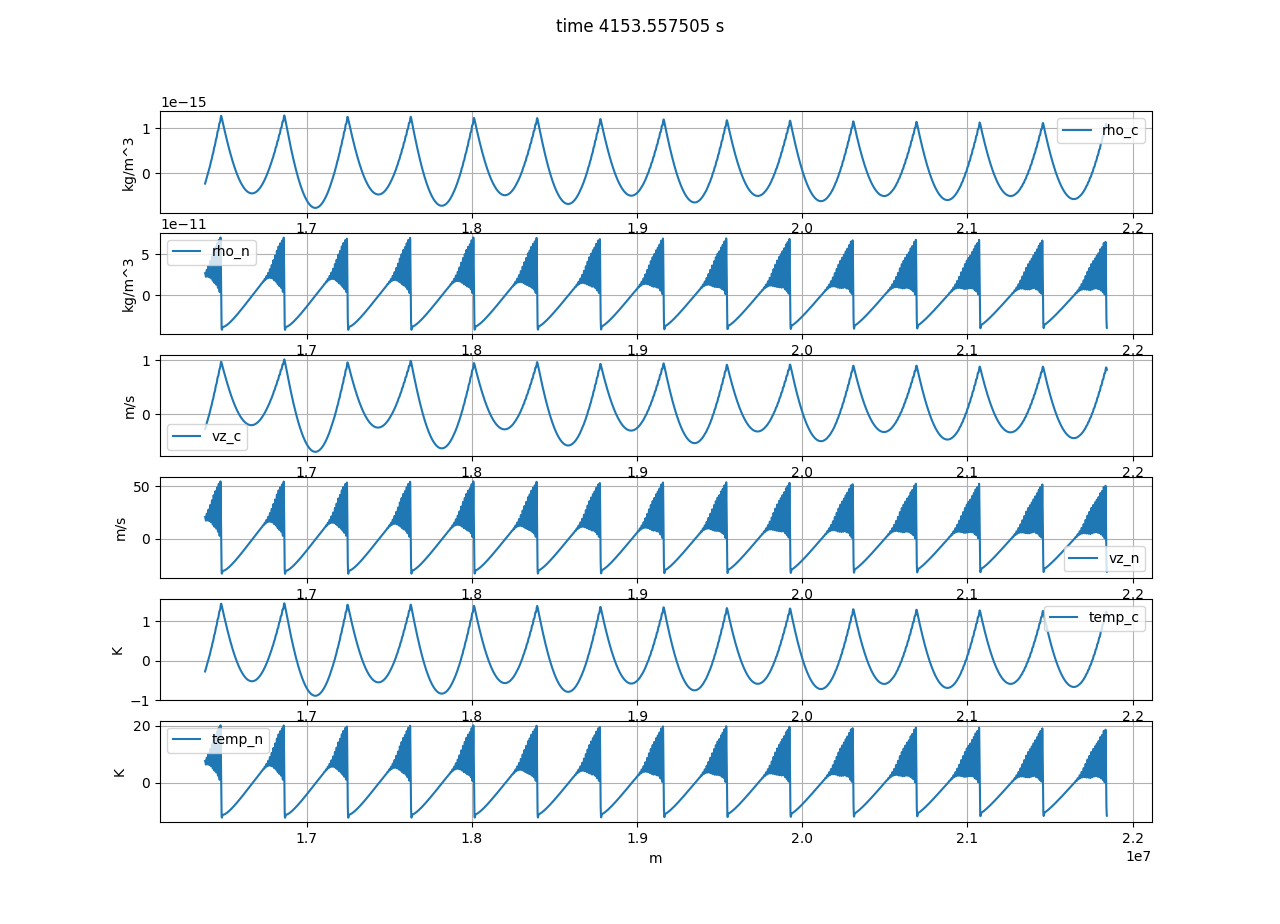 time 4153.557505 s
1e−15
1
0
kg/m^3
rho_c
1.7 1.8 1.9 2.0 2.1 2.2
1e−11
5
0
kg/m^3
rho_n
1.7 1.8 1.9 2.0 2.1 2.2
1
0
m/s
vz_c
1.7 1.8 1.9 2.0 2.1 2.2
50
0
m/s
vz_n
1.7 1.8 1.9 2.0 2.1 2.2
1
0
−1
K
temp_c
1.7 1.8 1.9 2.0 2.1 2.2
20
0
K
temp_n
1.7 1.8 1.9 2.0 2.1 2.2
m
1e7